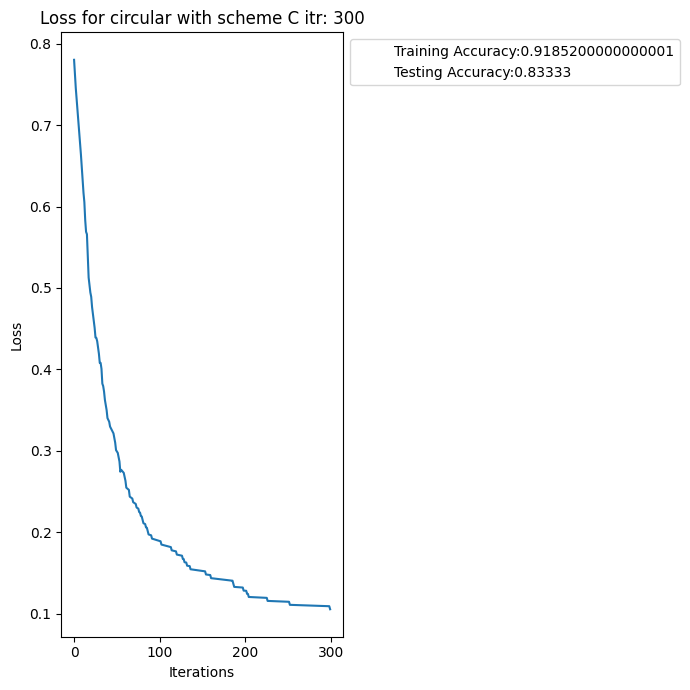 Loss for circular with scheme C itr: 300
Training Accuracy:0.9185200000000001
Testing Accuracy:0.83333
0.8
0.7
0.6
0.5
0.4
0.3
0.2
0.1
Loss
0
100
200
300
Iterations